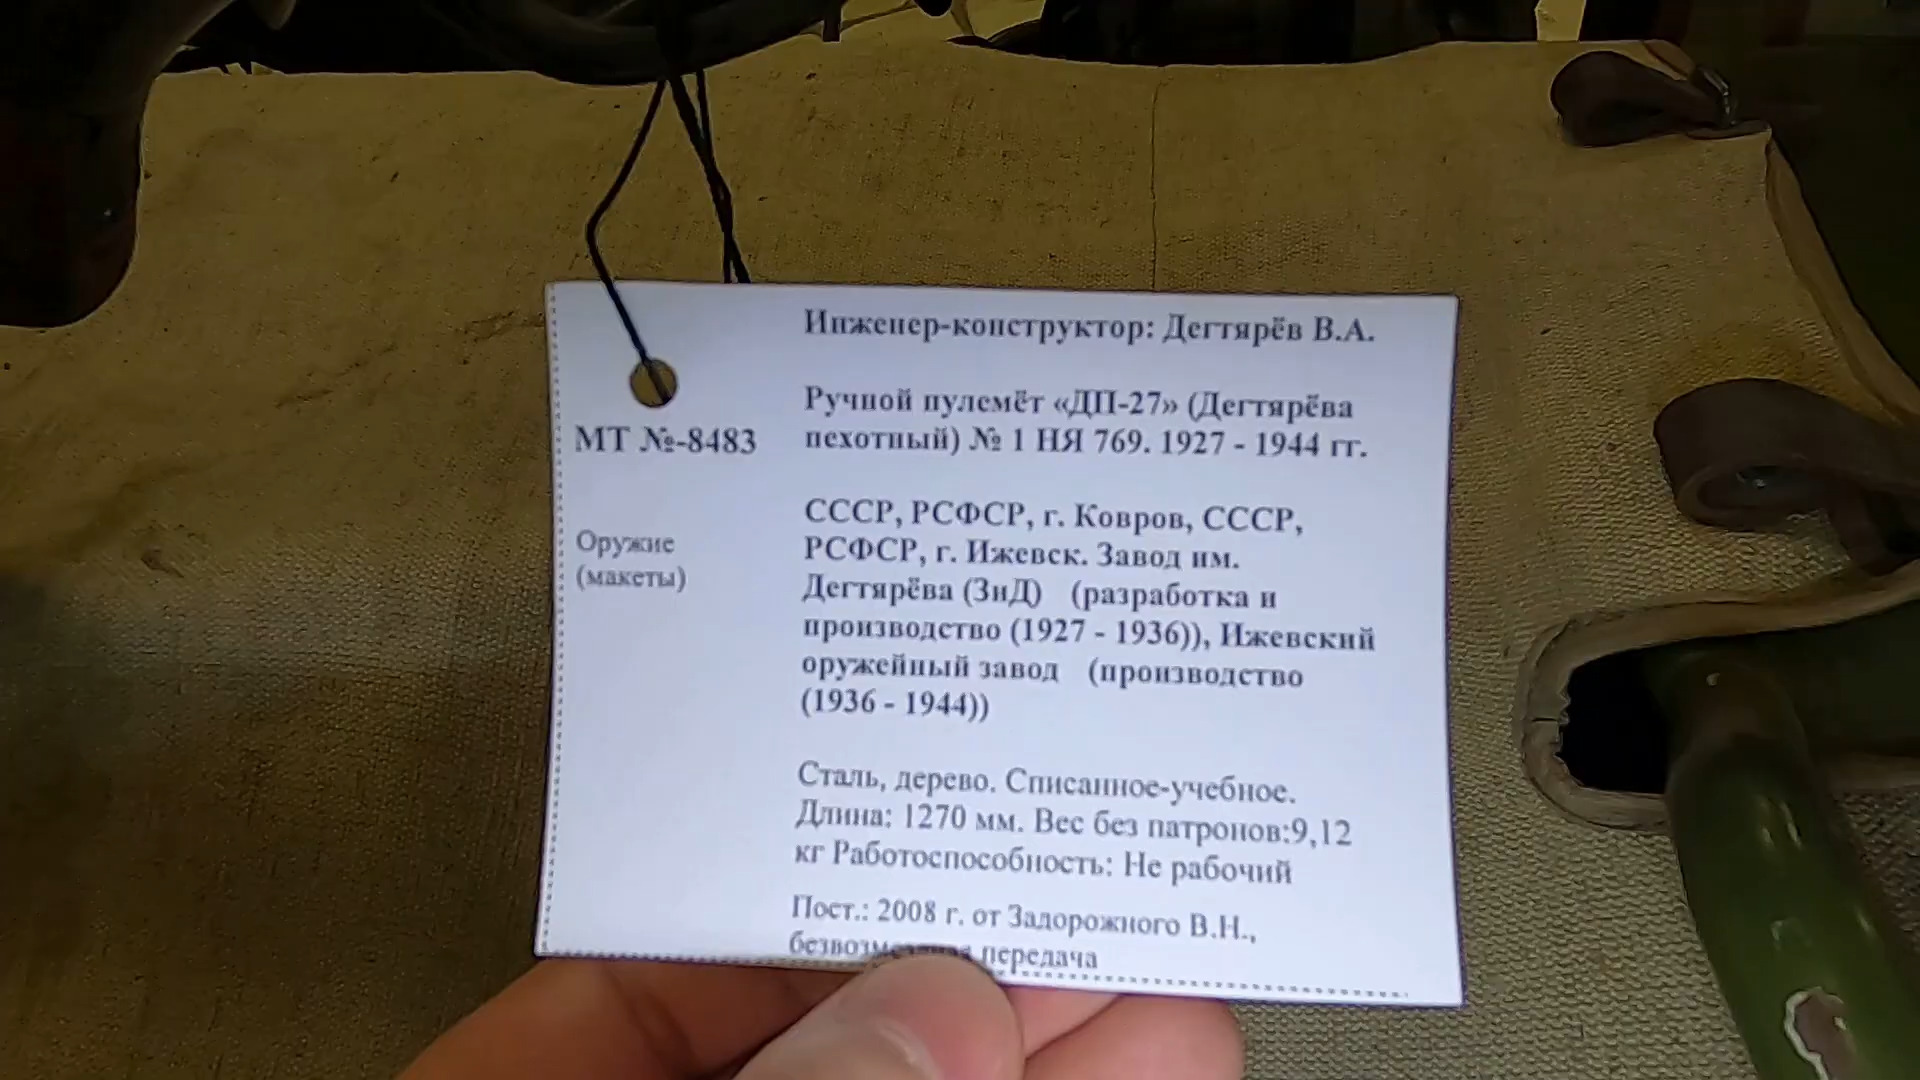 Инженер-конструктор: Дегтярёв В.А.
МТ №-8483
Ручной пулемёт «ДП-27» (Дегтярёва
пехотный) № 1 НЯ 769. 1927 - 1944 гг.
Оружие
(макеты)
СССР, РСФСР, г. Ковров, СССР,
РСФСР, г. Ижевск. Завод им.
Дегтярёва (ЗиД) (разработка и
производство (1927 - 1936)), Ижевский
оружейный завод (производство
(1936 - 1944))
Сталь, дерево. Списанное-учебное.
Длина: 1270 мм. Вес без патронов:9,12
кг Работоспособность: Не рабочий
Пост.: 2008 г. от Задорожного В.Н.,
передача